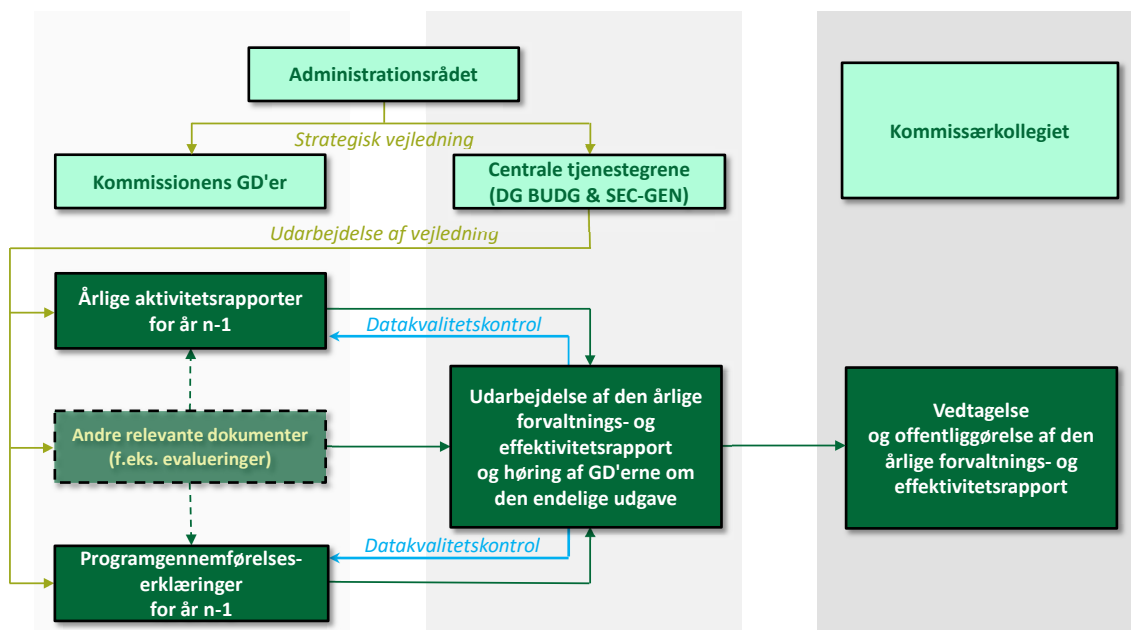 Administrationsrådet
Kommissærkollegiet
Strategisk vejledning
Kommissionens GD'er
Centrale tjenestegrene
(DG BUDG & SEC-GEN)
Udarbejdelse af vejledning
Årlige aktivitetsrapporter
for år n-1
Datakvalitetskontrol
Andre relevante dokumenter
(f.eks. evalueringer)
Udarbejdelse af den årlige
forvaltnings- og
effektivitetsrapport
og høring af GD'erne om
den endelige udgave
Vedtagelse
og offentliggørelse af den
årlige forvaltnings- og
effektivitetsrapport
Datakvalitetskontrol
Programgennemførelses-
erklæringer
for år n-1